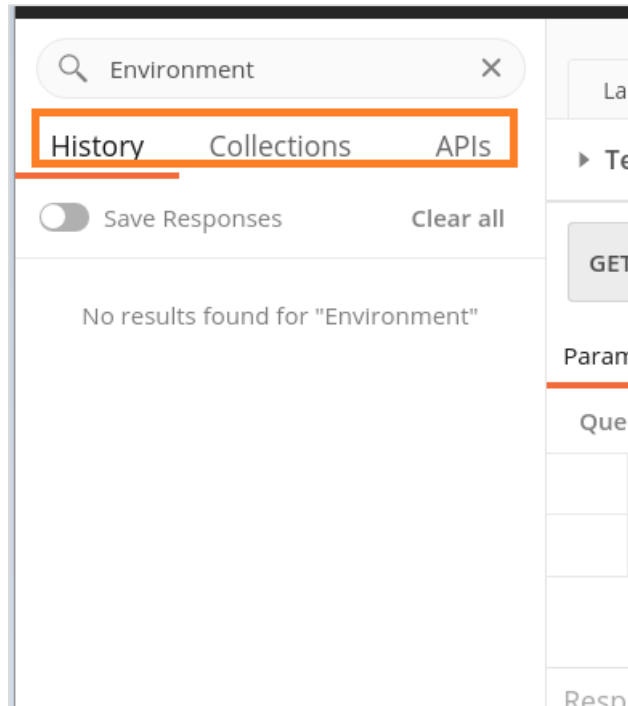 Environment
History Collections APIs
Save Responses Clear all
No results found for "Environment"
La
Te
GET
Param
Que
Resp